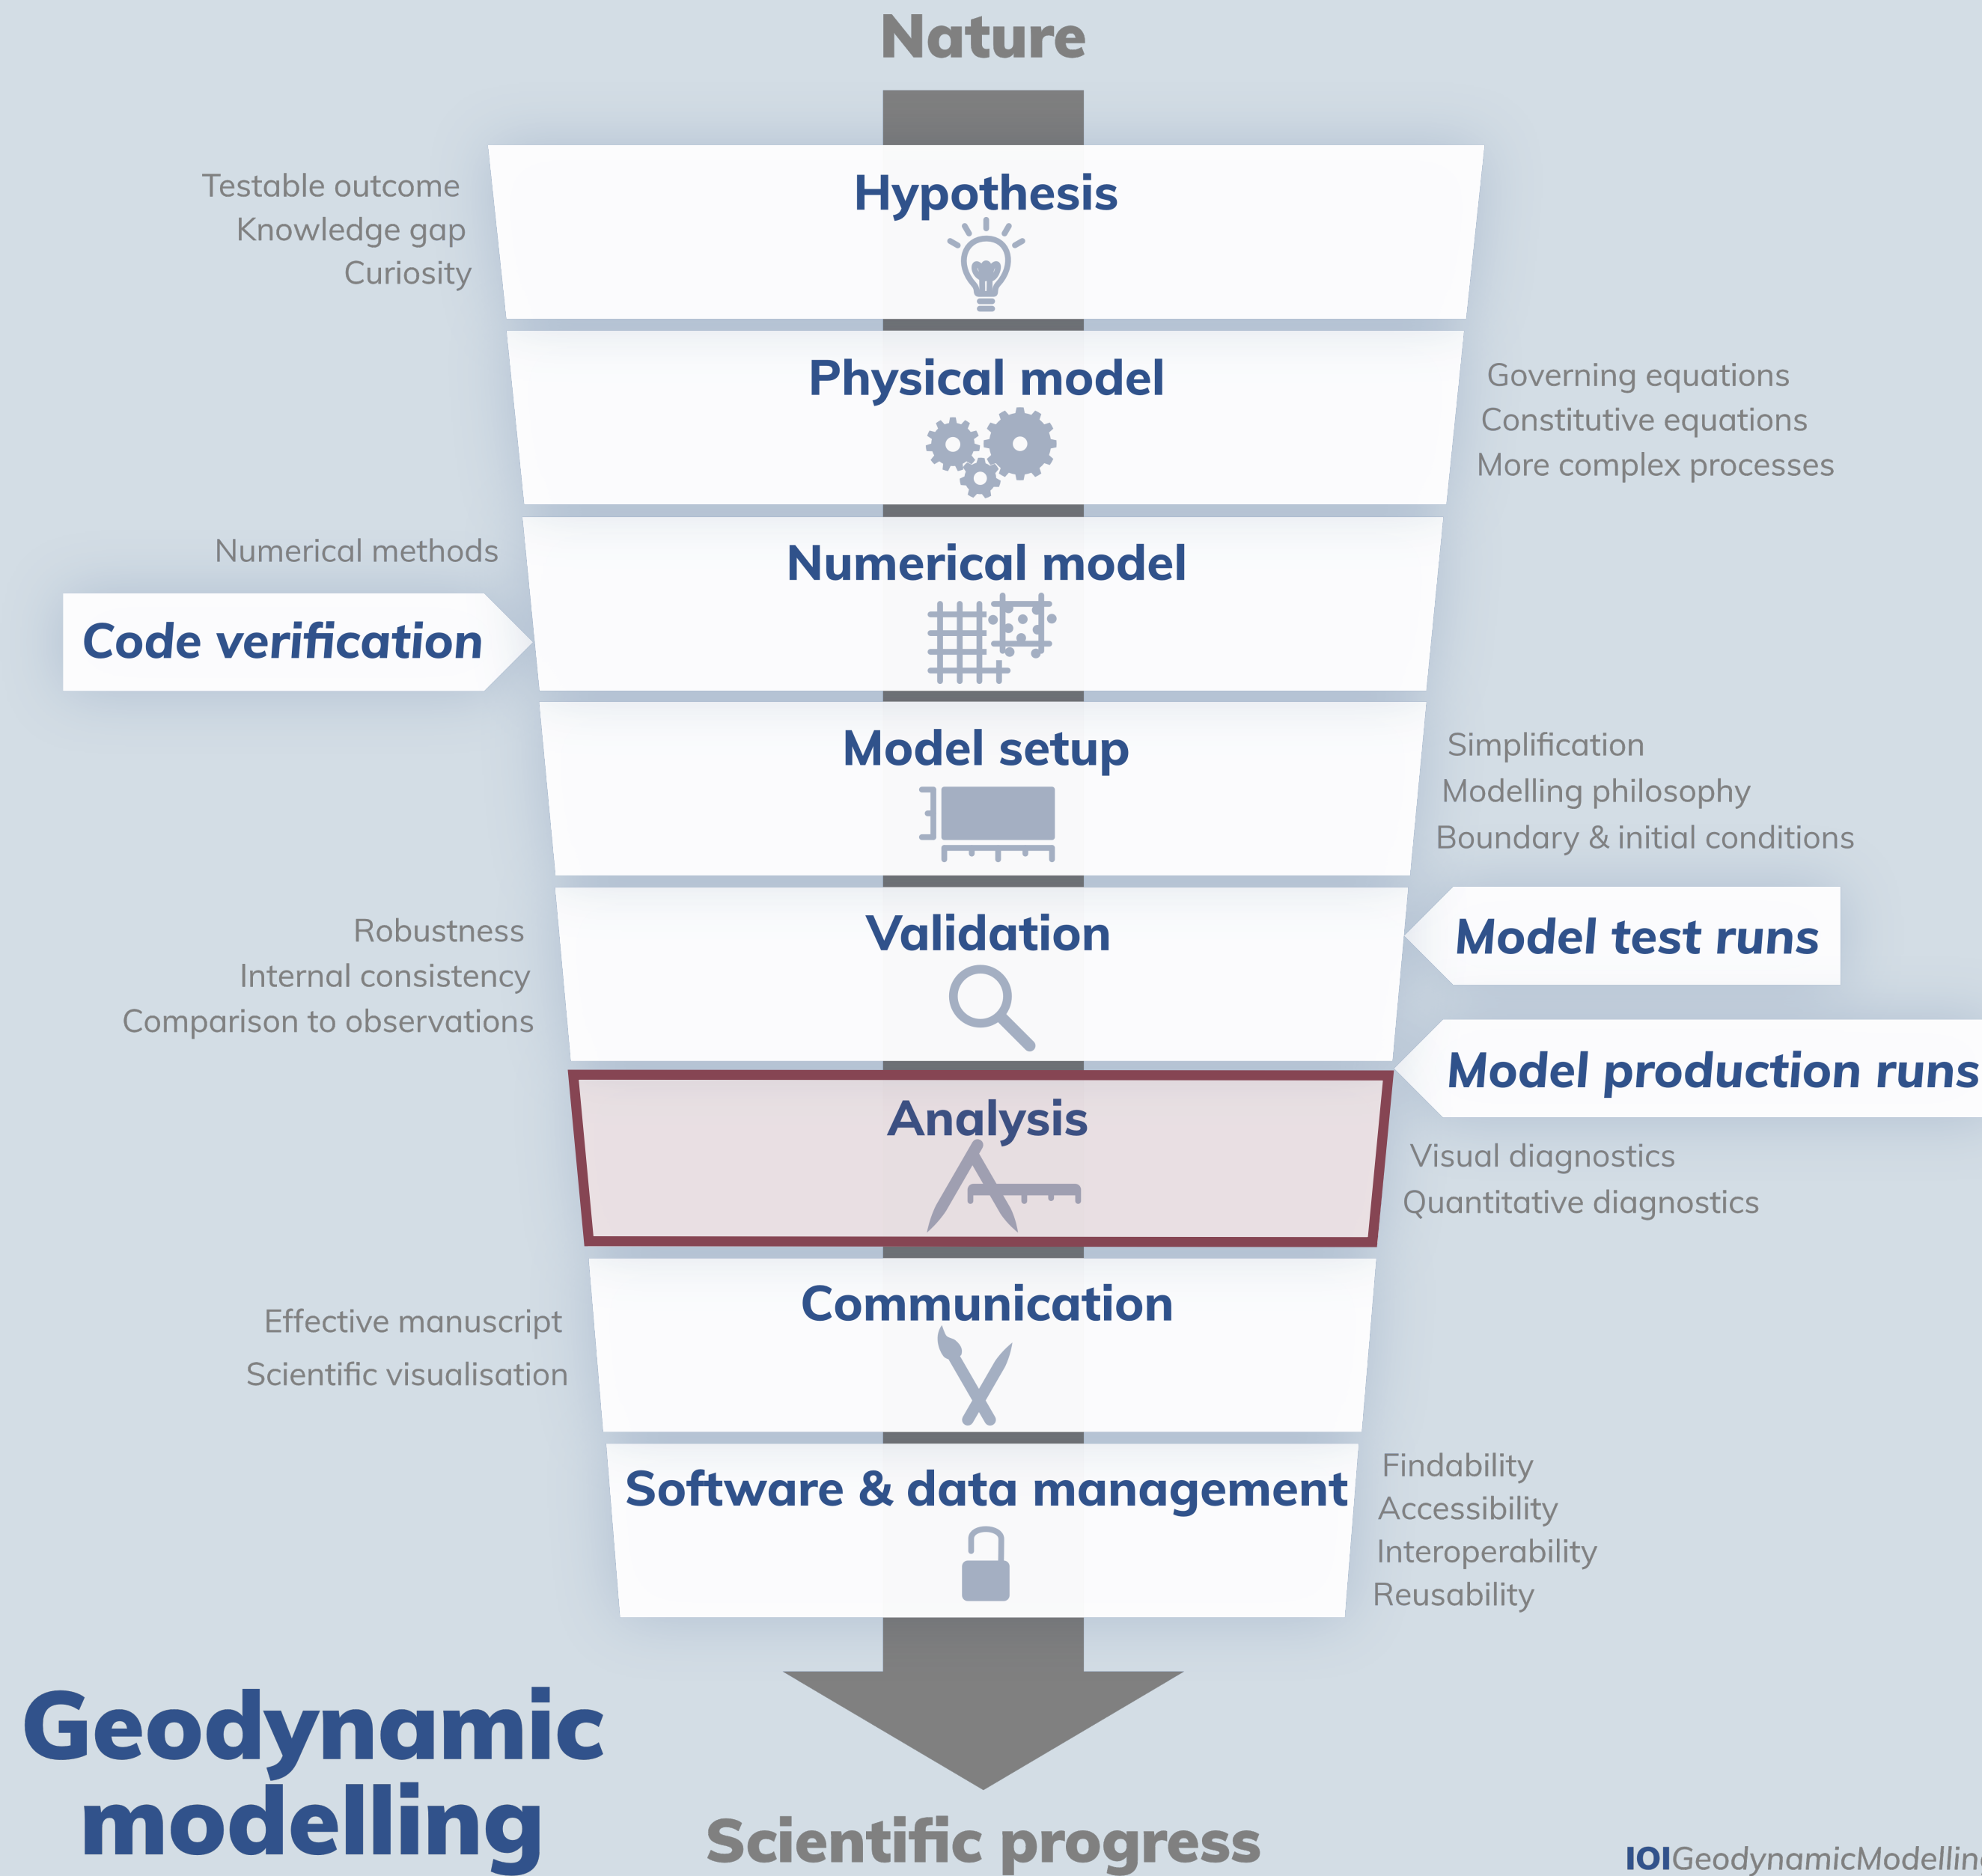 Nature
Hypothesis
Testable outcome
Knowledge gap
Curiosity
Physical model
Governing equations
Constitutive equations
More complex processes
Numerical model
Numerical methods
Code verification
Model setup
Simplification
Modelling philosophy
Boundary & initial conditions
Validation
Robustness
Internal consistency
Comparison to observations
Model test runs
Model production runs
Analysis
Visual diagnostics
Quantitative diagnostics
Communication
Effective manuscript
Scientific visualisation
Software & data management
Findability
Accessibility
Interoperability
Reusability
Geodynamic
modelling
Scientific progress